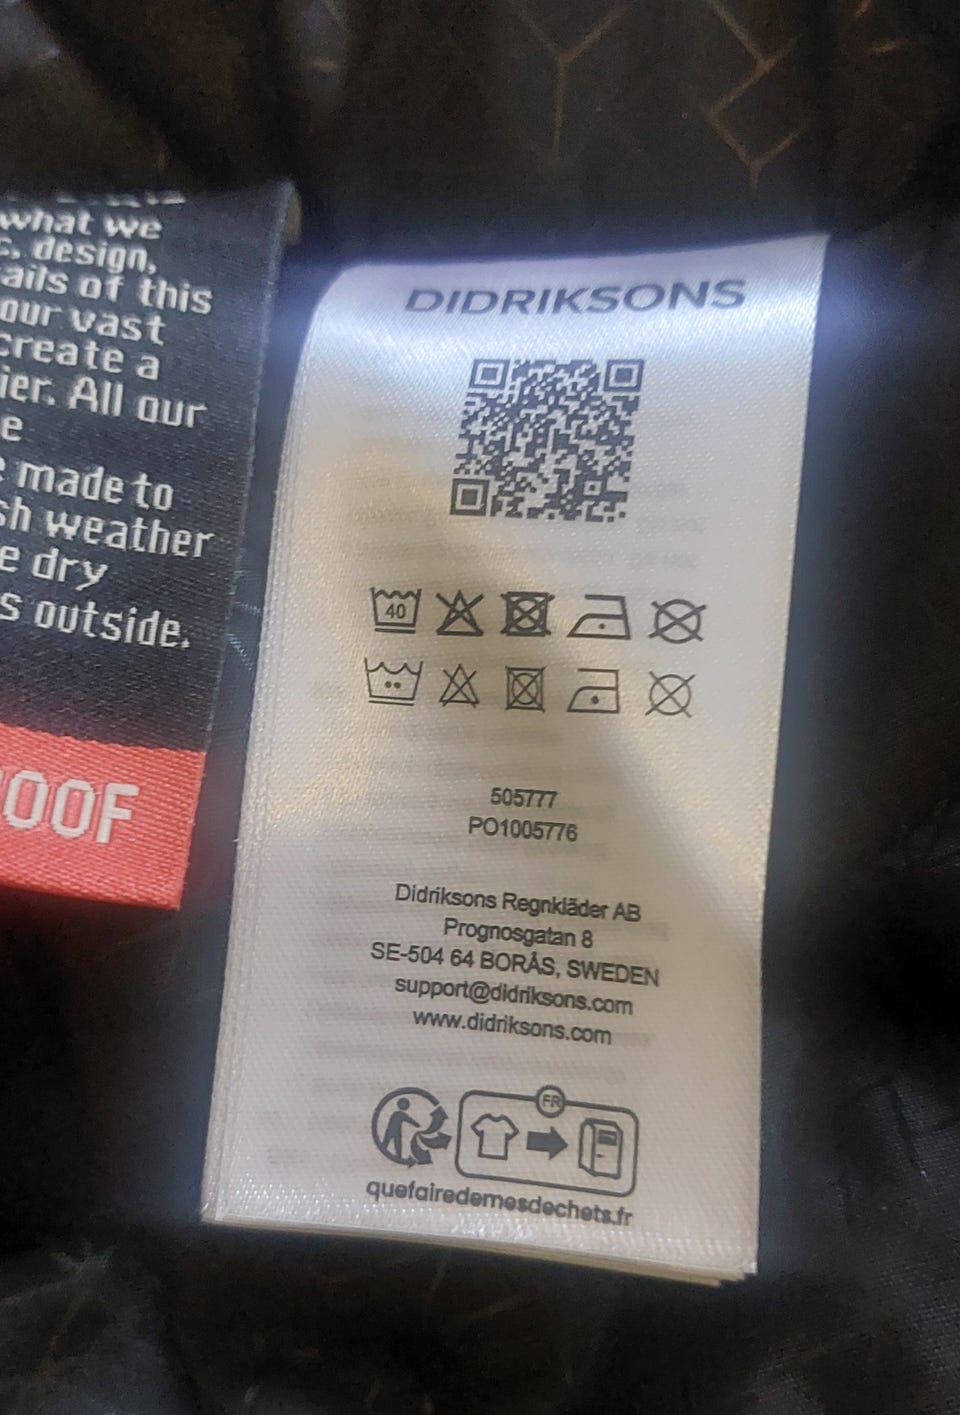 what we
c, design,
ails of this
our vast
create a
ier. All our
e
made to
sh weather
e dry
s outside.
OOF
DIDRIKSONS
40
505777
PO1005776
Didriksons Regnkläder AB
Prognosgatan 8
SE-504 64 BORÅS, SWEDEN
support@didriksons.com
www.didriksons.com
FR
quefairedemesdechets.fr